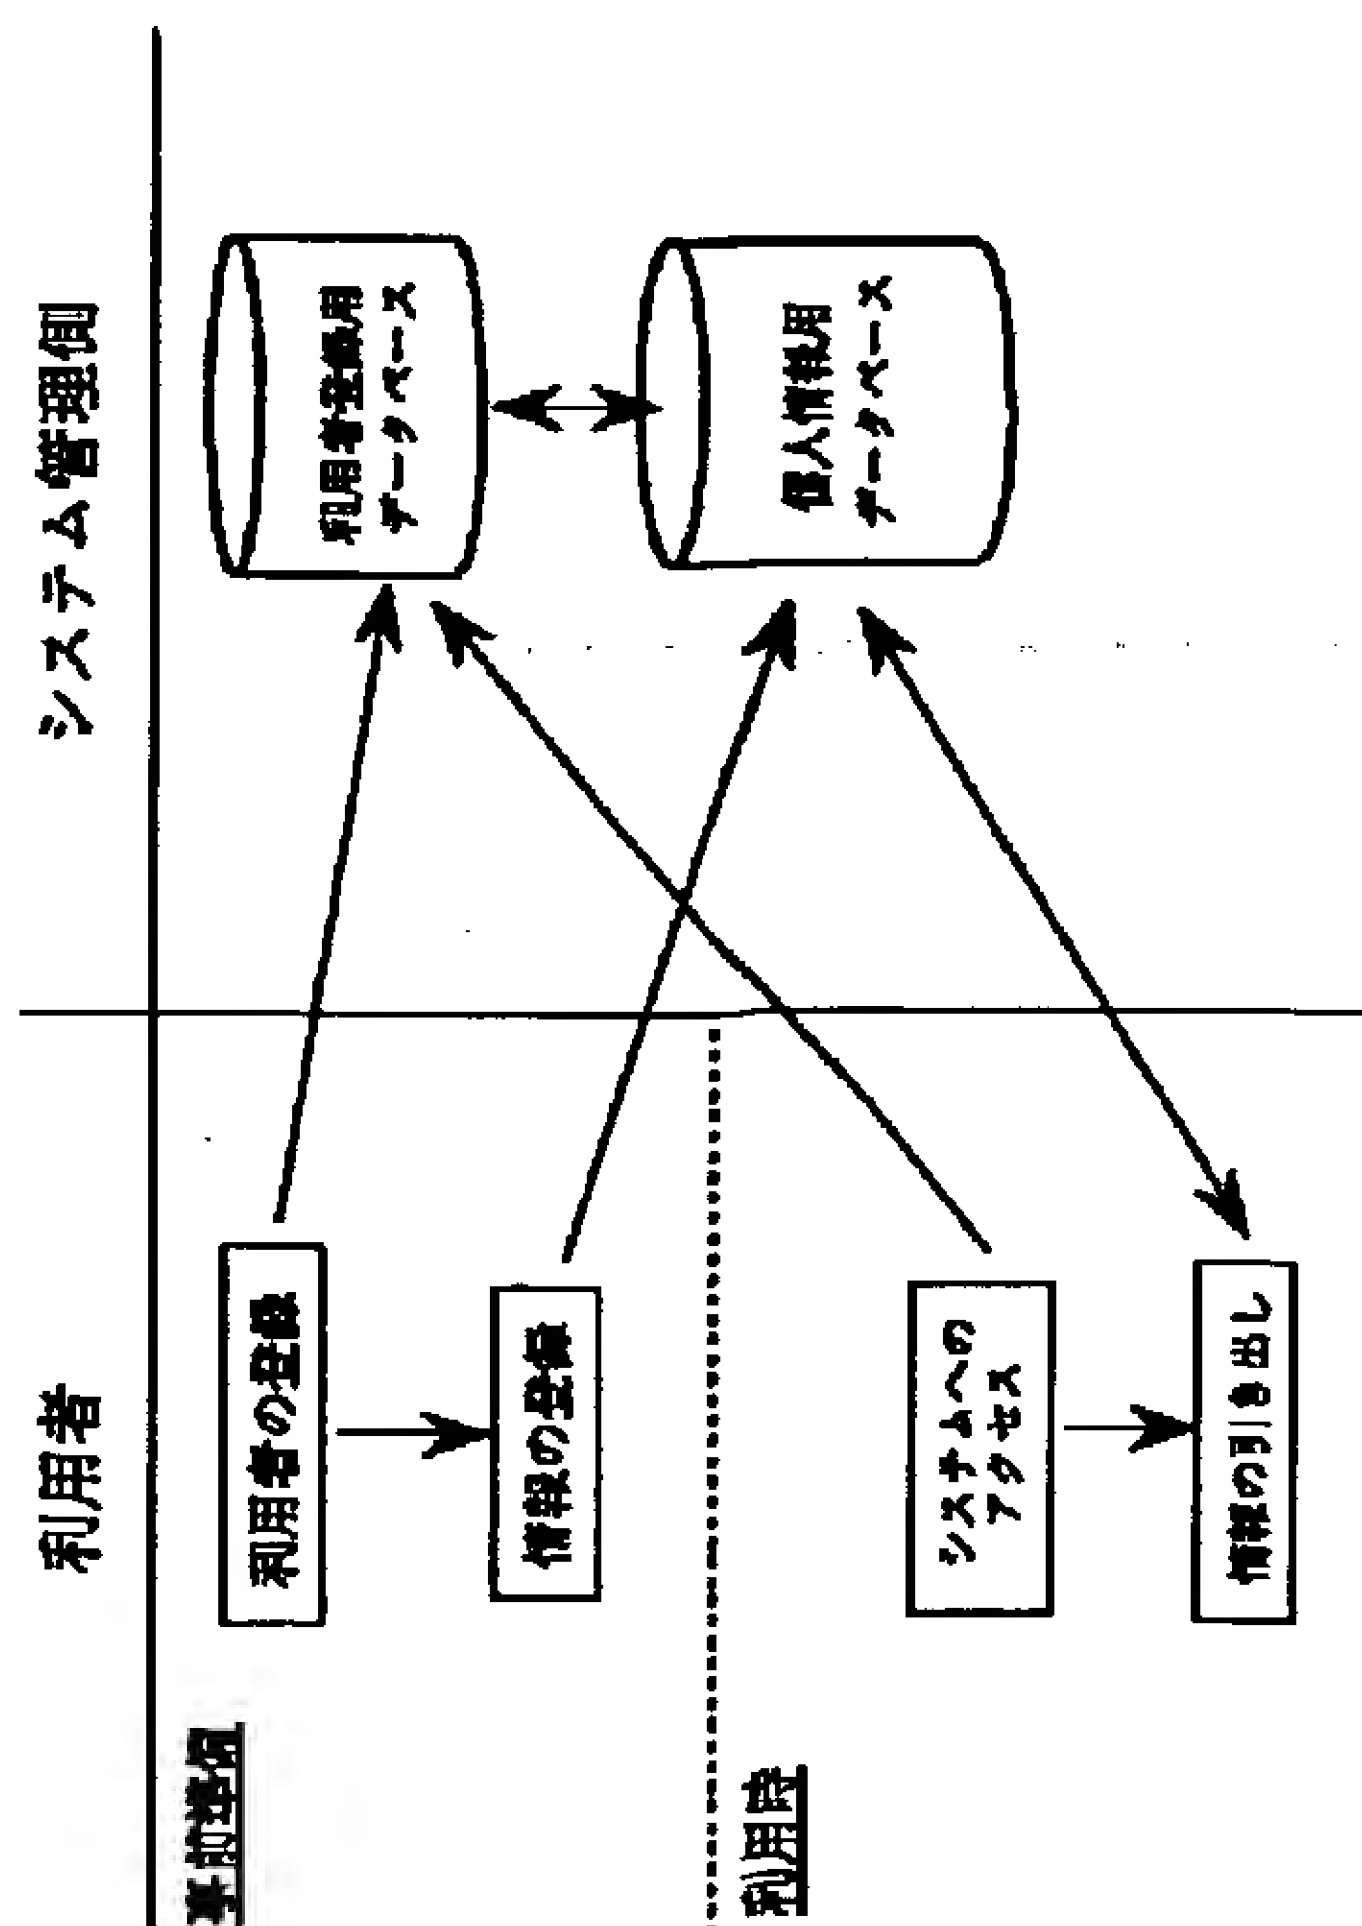 利用者
システム管理側
事前準備
利用者の登録
利用者登録用
データベース
情報の登録
個人情報用
データベース
利用時
システムへの
アクセス
情報の引き出し